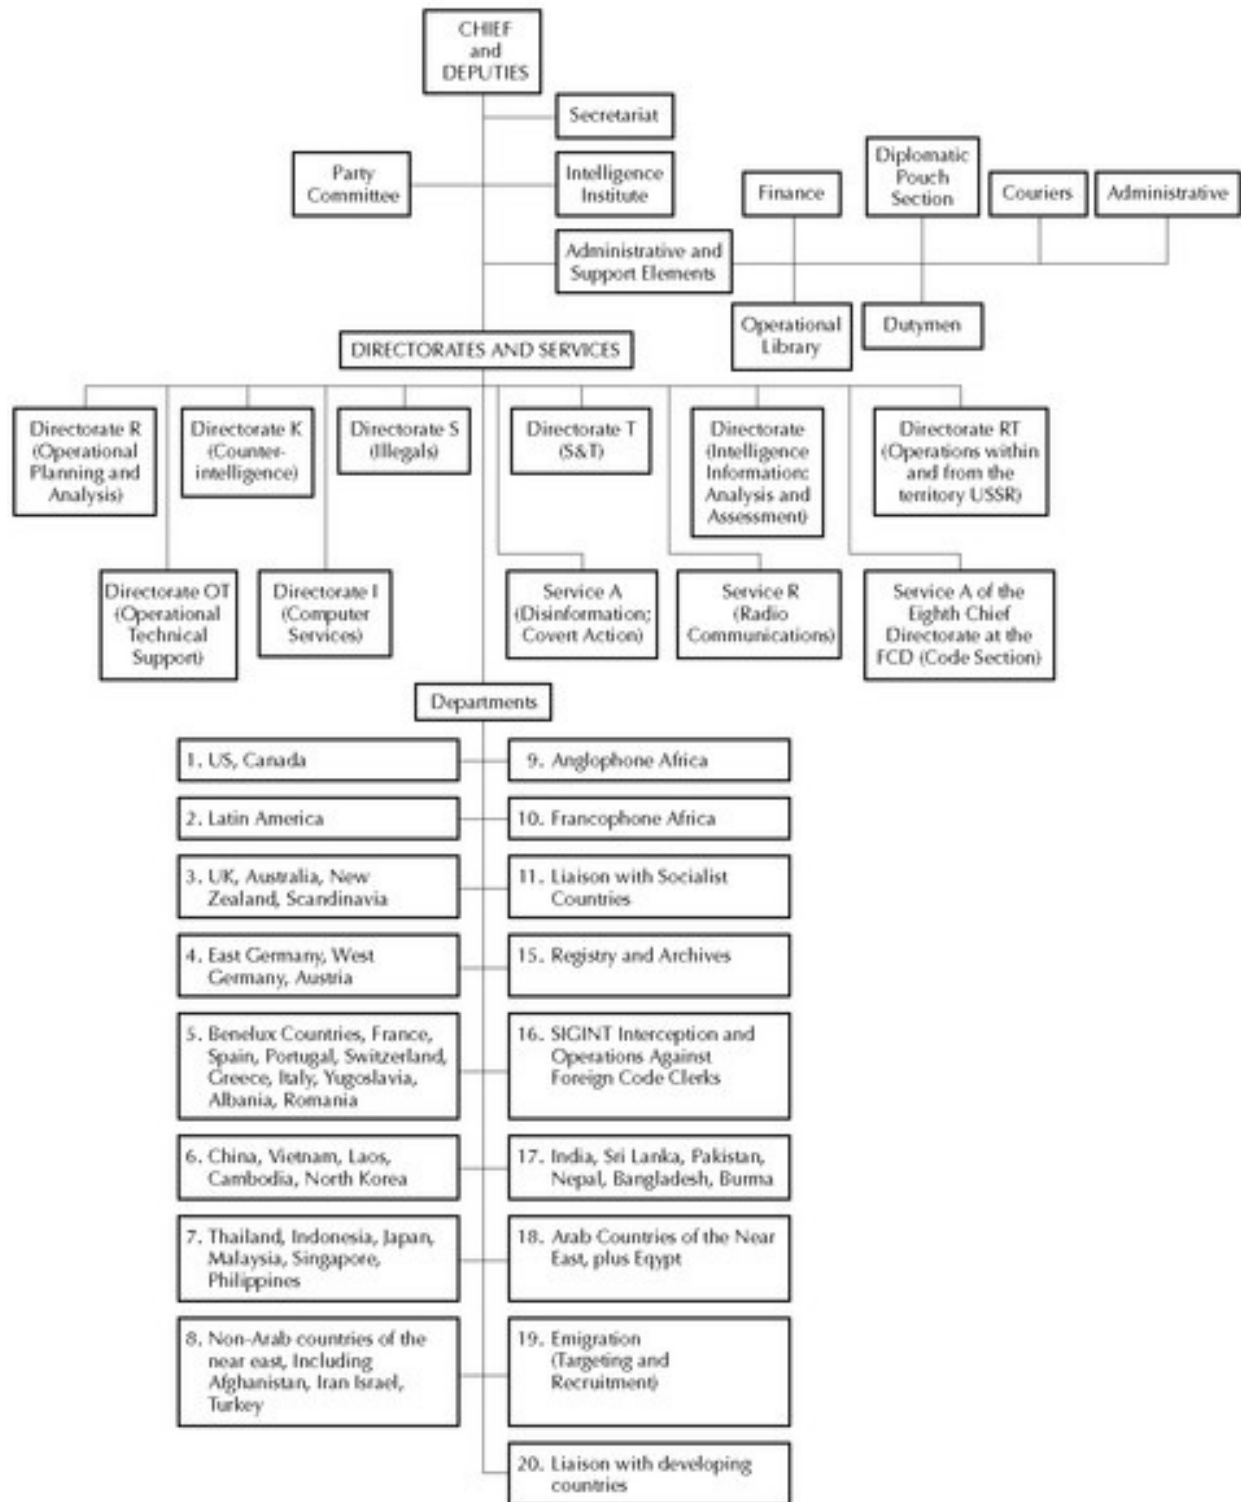 CHIEF
and
DEPUTIES
Secretariat
Party
Committee
Intelligence
Institute
Finance
Diplomatic
Pouch
Section
Couriers
Administrative
Administrative and
Support Elements
Operational
Library
Dutymen
DIRECTORATES AND SERVICES
Directorate R
(Operational
Planning and
Analysis)
Directorate K
(Counter-
intelligence)
Directorate S
(Illegals)
Directorate T
(S&T)
Directorate
(Intelligence
Information:
Analysis and
Assessment)
Directorate RT
(Operations within
and from the
territory USSR)
Directorate OT
(Operational
Technical
Support)
Directorate I
(Computer
Services)
Service A
(Disinformation;
Covert Action)
Service R
(Radio
Communications)
Service A of the
Eighth Chief
Directorate at the
FCD (Code Section)
Departments
1. US, Canada
2. Latin America
3. UK, Australia, New
Zealand, Scandinavia
4. East Germany, West
Germany, Austria
5. Benelux Countries, France,
Spain, Portugal, Switzerland,
Greece, Italy, Yugoslavia,
Albania, Romania
6. China, Vietnam, Laos,
Cambodia, North Korea
7. Thailand, Indonesia, Japan,
Malaysia, Singapore,
Philippines
8. Non-Arab countries of the
near east, Including
Afghanistan, Iran Israel,
Turkey
9. Anglophone Africa
10. Francophone Africa
11. Liaison with Socialist
Countries
15. Registry and Archives
16. SIGINT Interception and
Operations Against
Foreign Code Clerks
17. India, Sri Lanka, Pakistan,
Nepal, Bangladesh, Burma
18. Arab Countries of the Near
East, plus Eqypt
19. Emigration
(Targeting and
Recruitment)
20. Liaison with developing
countries